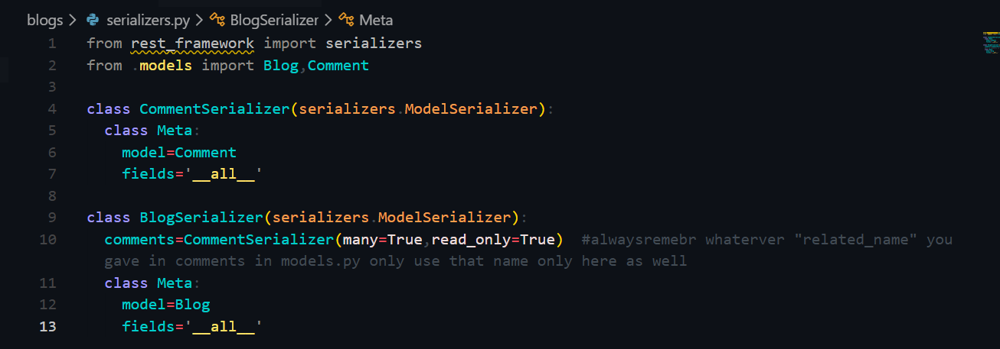 blogs > serializers.py > BlogSerializer > Meta
1 from rest_framework import serializers
2 from .models import Blog,Comment
3
4 class CommentSerializer(serializers.ModelSerializer):
5   class Meta:
6     model=Comment
7     fields='__all__'
8
9 class BlogSerializer(serializers.ModelSerializer):
10   comments=CommentSerializer(many=True,read_only=True)  #alwaysremebr whaterver "related_name" you
  gave in comments in models.py only use that name only here as well
11   class Meta:
12     model=Blog
13     fields='__all__'